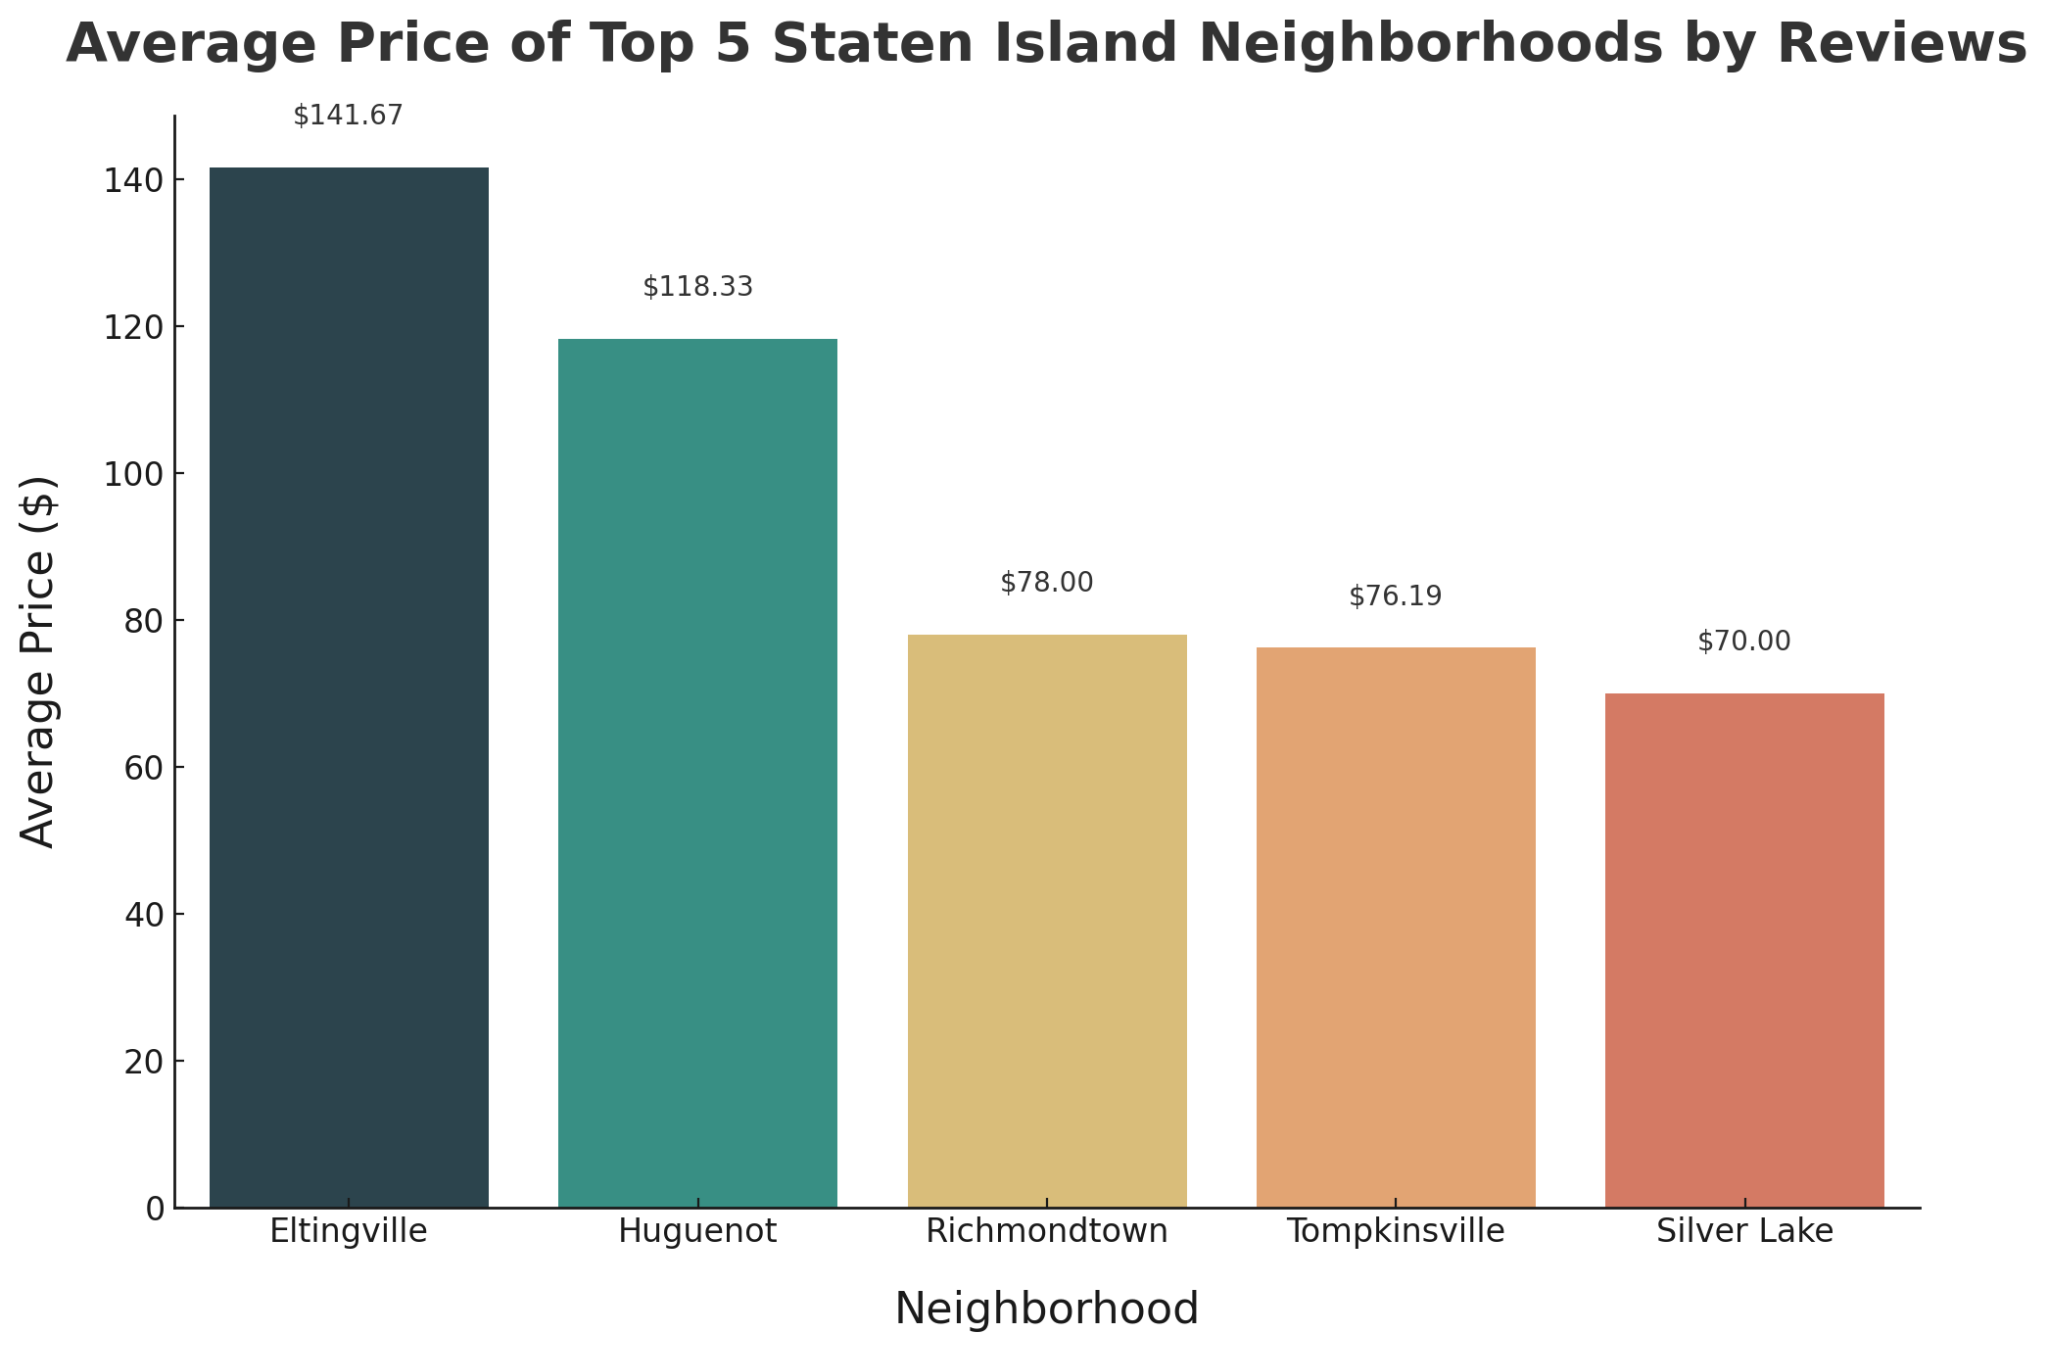 Average Price of Top 5 Staten Island Neighborhoods by Reviews
$141.67
$118.33
$78.00
$76.19
$70.00
Average Price ($)
140
120
100
80
60
40
20
0
Eltingville
Huguenot
Richmondtown
Tompkinsville
Silver Lake
Neighborhood